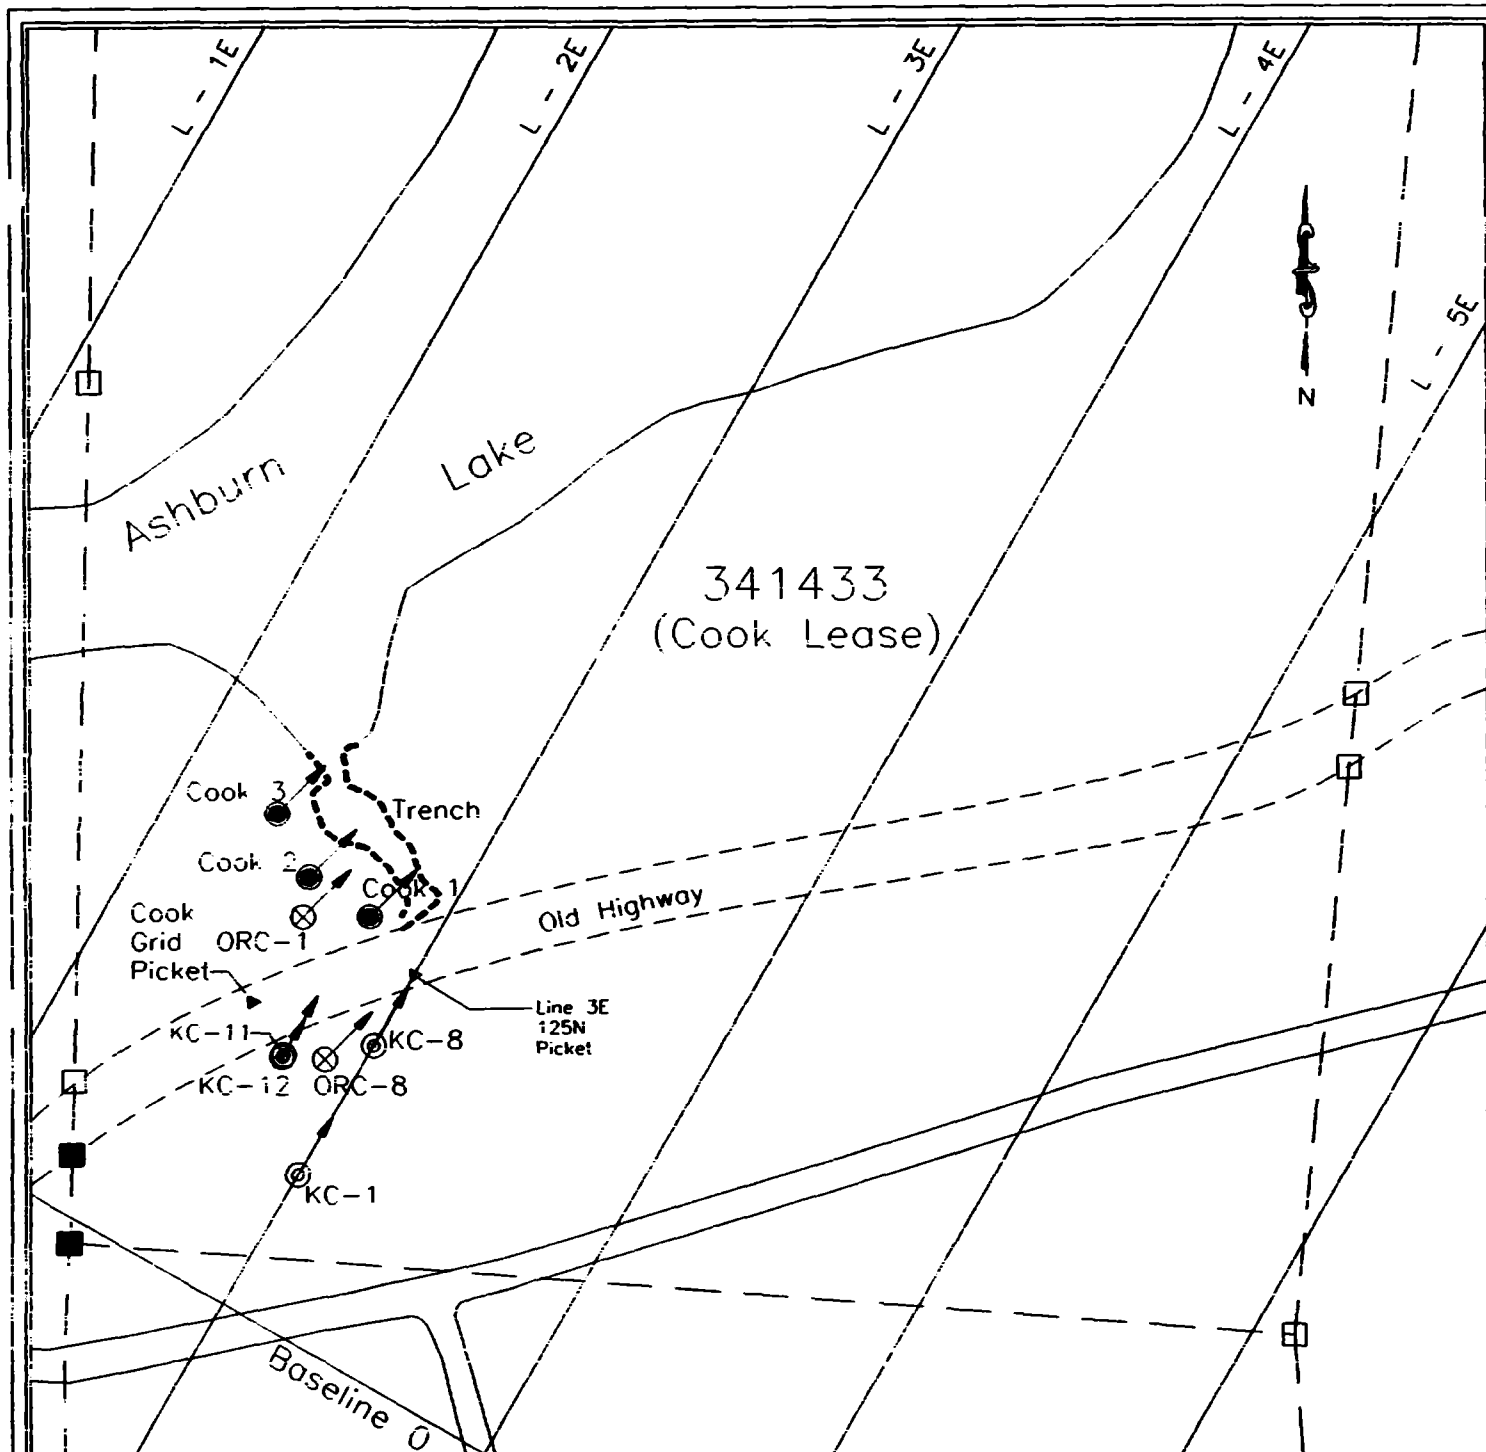 L - 1E
L - 2E
L - 3E
L - 4E
L - 5E
N
Ashburn Lake
341433
(Cook Lease)
Cook 3
Trench
Cook 2
Cook 1
Cook
Grid
Picket
ORC-1
Old Highway
Line 3E
125N
Picket
KC-11
KC-8
KC-12
ORC-8
KC-1
Baseline 0